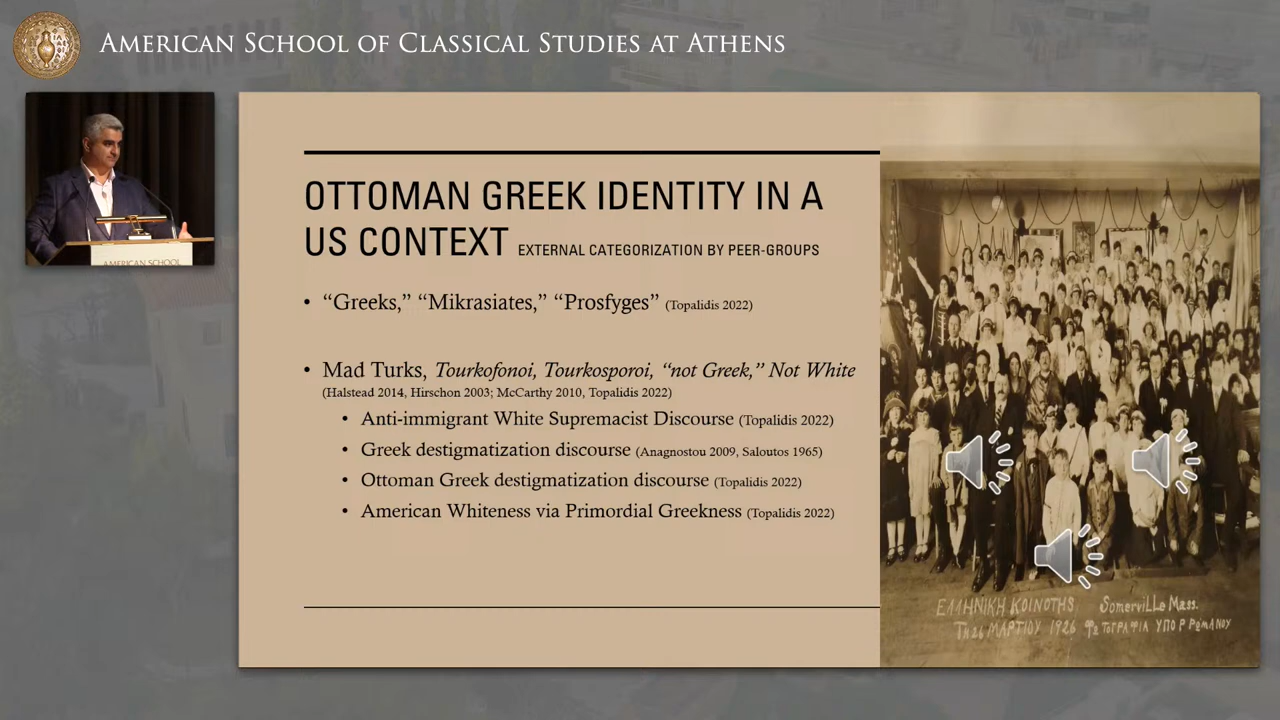 AMERICAN SCHOOL OF CLASSICAL STUDIES AT ATHENS
AMERICAN SCHOOL
OTTOMAN GREEK IDENTITY IN A
US CONTEXT EXTERNAL CATEGORIZATION BY PEER-GROUPS
• “Greeks,” “Mikrasiates,” “Prosfyges” (Topalidis 2022)
• Mad Turks, Tourkofonoi, Tourkosporoi, “not Greek,” Not White
(Halstead 2014, Hirschon 2003; McCarthy 2010, Topalidis 2022)
• Anti-immigrant White Supremacist Discourse (Topalidis 2022)
• Greek destigmatization discourse (Anagnostou 2009, Saloutos 1965)
• Ottoman Greek destigmatization discourse (Topalidis 2022)
• American Whiteness via Primordial Greekness (Topalidis 2022)
ΕΛΛΗΝΙΚΗ ΚΟΙΝΟΤΗΣ Somerville Mass.
ΤΗ 26 ΜΑΡΤΙΟΥ 1926 ΦΩΤΟΓΡΑΦΙΑ ΥΠΟ Ρ ΡΩΜΑΝΟΥ